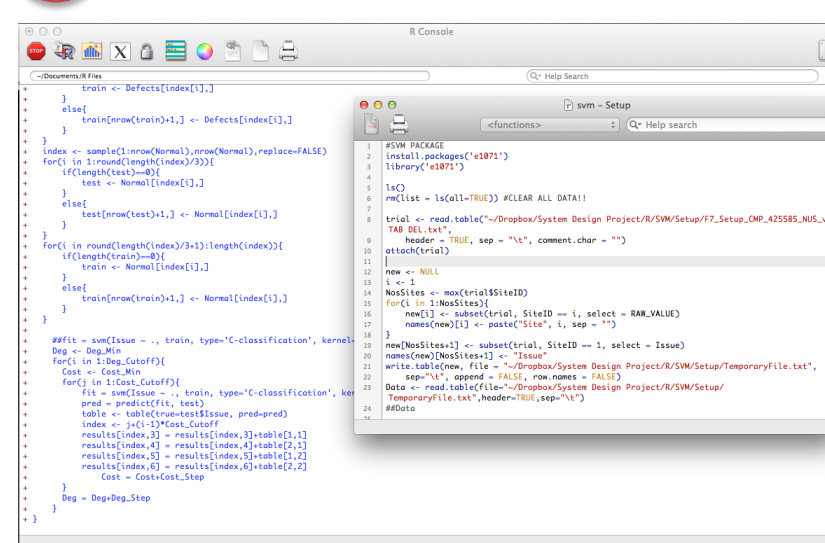 R Console
STOP
X
~/Documents/R Files
Q▾ Help Search
+ train <- Defects[index[i],]
+ }
+ else{
+ train[nrow(train)+1,] <- Defects[index[i],]
+ }
+ }
+ index <- sample(1:nrow(Normal),nrow(Normal),replace=FALSE)
+ for(i in 1:round(length(index)/3)){
+ if(length(test)==0){
+ test <- Normal[index[i],]
+ }
+ else{
+ test[nrow(test)+1,] <- Normal[index[i],]
+ }
+ }
+ for(i in round(length(index)/3+1):length(index)){
+ if(length(train)==0){
+ train <- Normal[index[i],]
+ }
+ else{
+ train[nrow(train)+1,] <- Normal[index[i],]
+ }
+ }
+
+ ##fit = svm(Issue ~ ., train, type='C-classification', kernel=
+ Deg <- Deg_Min
+ for(i in 1:Deg_Cutoff){
+ Cost <- Cost_Min
+ for(j in 1:Cost_Cutoff){
+ fit = svm(Issue ~ ., train, type='C-classification', ker
+ pred = predict(fit, test)
+ table <- table(true=test$Issue, pred=pred)
+ index <- j+(i-1)*Cost_Cutoff
+ results[index,3] = results[index,3]+table[1,1]
+ results[index,4] = results[index,4]+table[2,1]
+ results[index,5] = results[index,5]+table[1,2]
+ results[index,6] = results[index,6]+table[2,2]
+ Cost = Cost+Cost_Step
+ }
+ Deg = Deg+Deg_Step
+ }
+ }
svm – Setup
<functions>
Q▾ Help search
1 #SVM PACKAGE
2 install.packages('e1071')
3 library('e1071')
4
5 ls()
6 rm(list = ls(all=TRUE)) #CLEAR ALL DATA!!
7
8 trial <- read.table("~/Dropbox/System Design Project/R/SVM/Setup/F7_Setup_CMP_425585_NUS_v
TAB DEL.txt",
9 header = TRUE, sep = "\t", comment.char = "")
10 attach(trial)
11
12 new <- NULL
13 i <- 1
14 NosSites <- max(trial$SiteID)
15 for(i in 1:NosSites){
16 new[i] <- subset(trial, SiteID == i, select = RAW_VALUE)
17 names(new)[i] <- paste("Site", i, sep = "")
18 }
19 new[NosSites+1] <- subset(trial, SiteID == 1, select = Issue)
20 names(new)[NosSites+1] <- "Issue"
21 write.table(new, file = "~/Dropbox/System Design Project/R/SVM/Setup/TemporaryFile.txt",
22 sep="\t", append = FALSE, row.names = FALSE)
23 Data <- read.table(file="~/Dropbox/System Design Project/R/SVM/Setup/
TemporaryFile.txt",header=TRUE,sep="\t")
24 ##Data